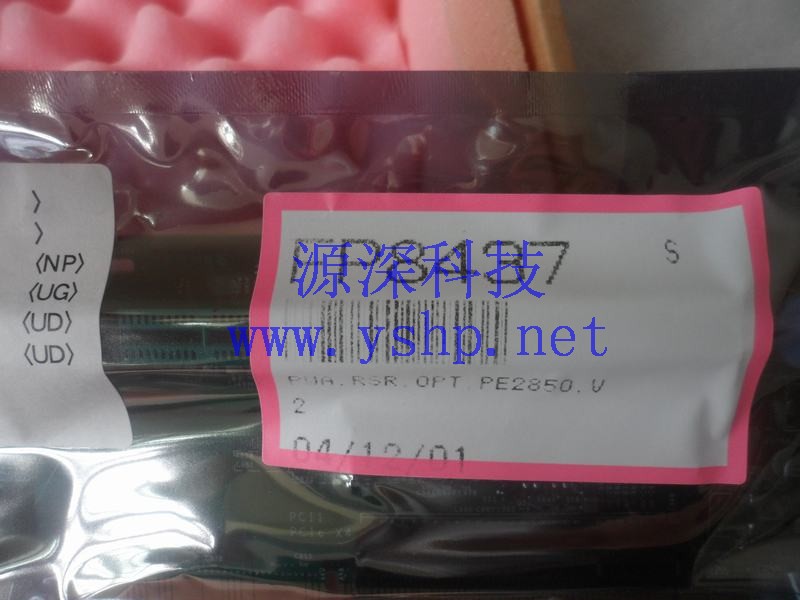 〉
〉
〈NP〉
〈UG〉
〈UD〉
〈UD〉
S
源深科技
www.yshp.net
PWA.RSR.OPT.PE2850.V
2
04/12/01